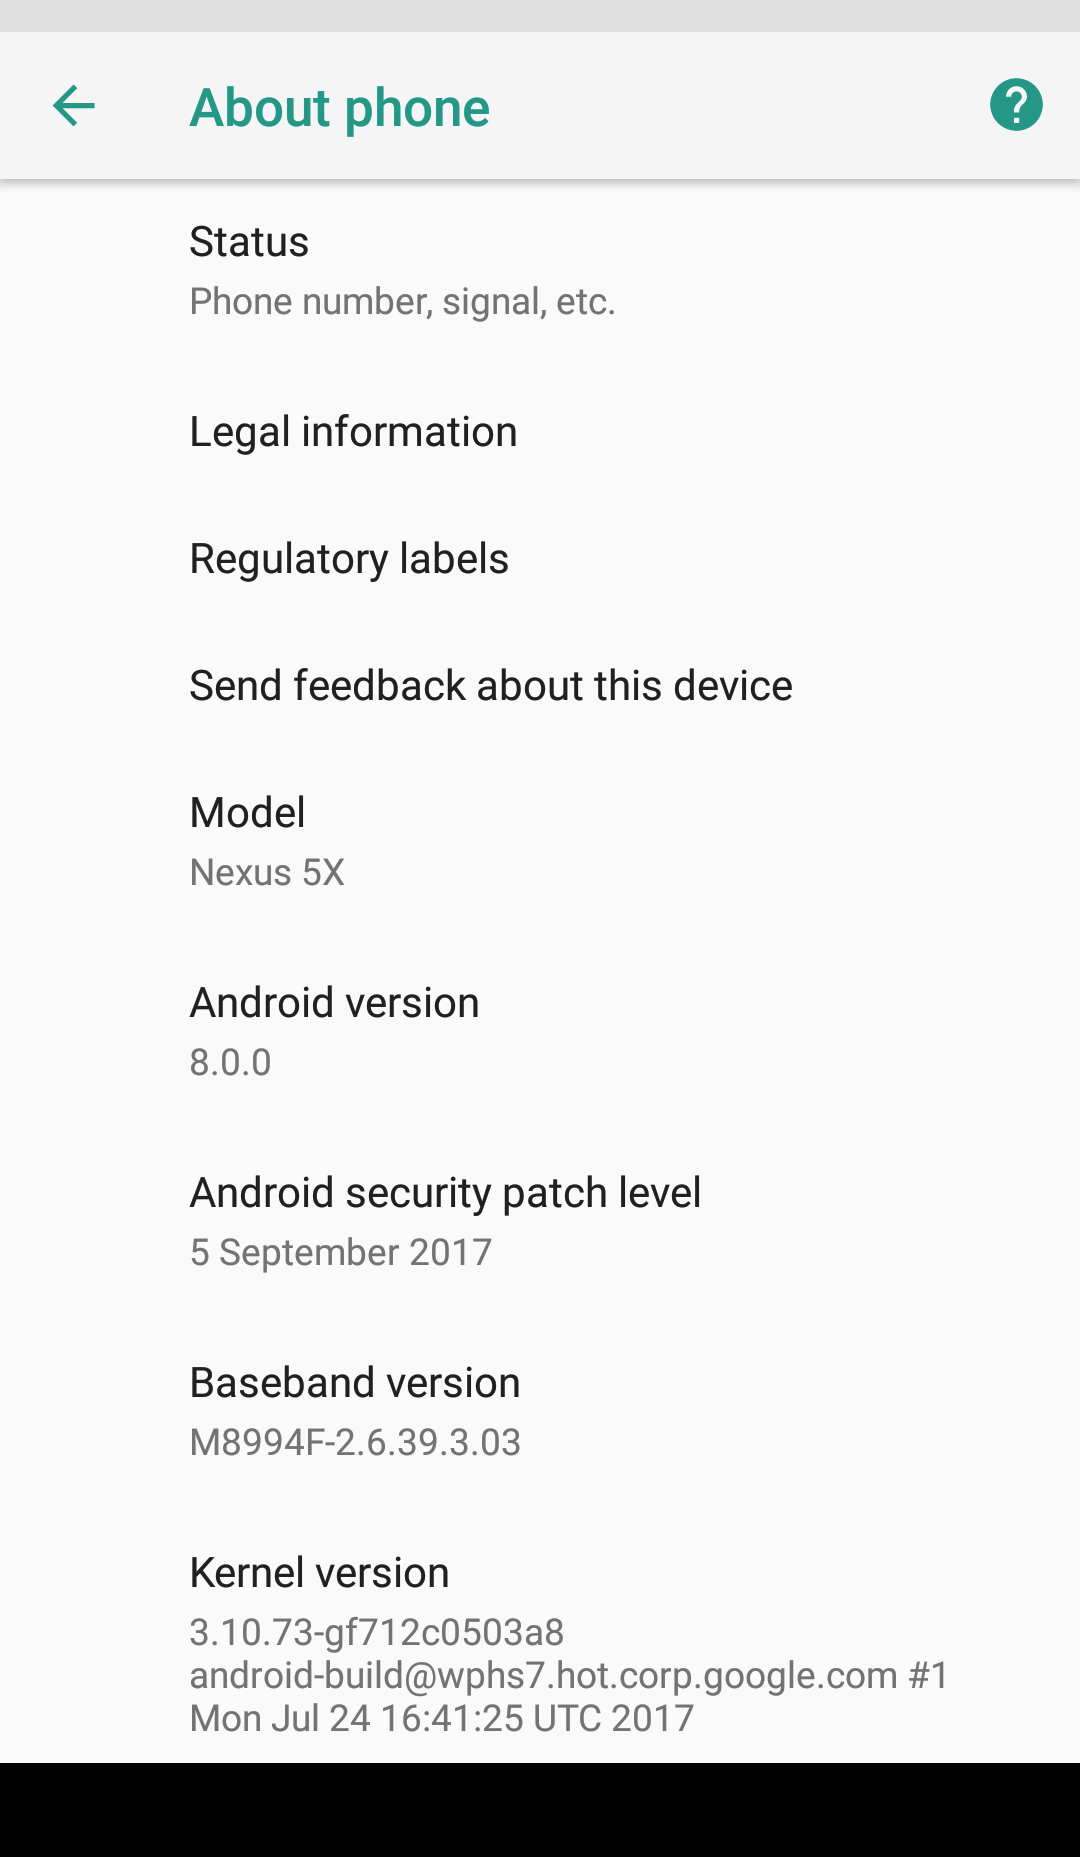 About phone
Status
Phone number, signal, etc.
Legal information
Regulatory labels
Send feedback about this device
Model
Nexus 5X
Android version
8.0.0
Android security patch level
5 September 2017
Baseband version
M8994F-2.6.39.3.03
Kernel version
3.10.73-gf712c0503a8
android-build@wphs7.hot.corp.google.com #1
Mon Jul 24 16:41:25 UTC 2017